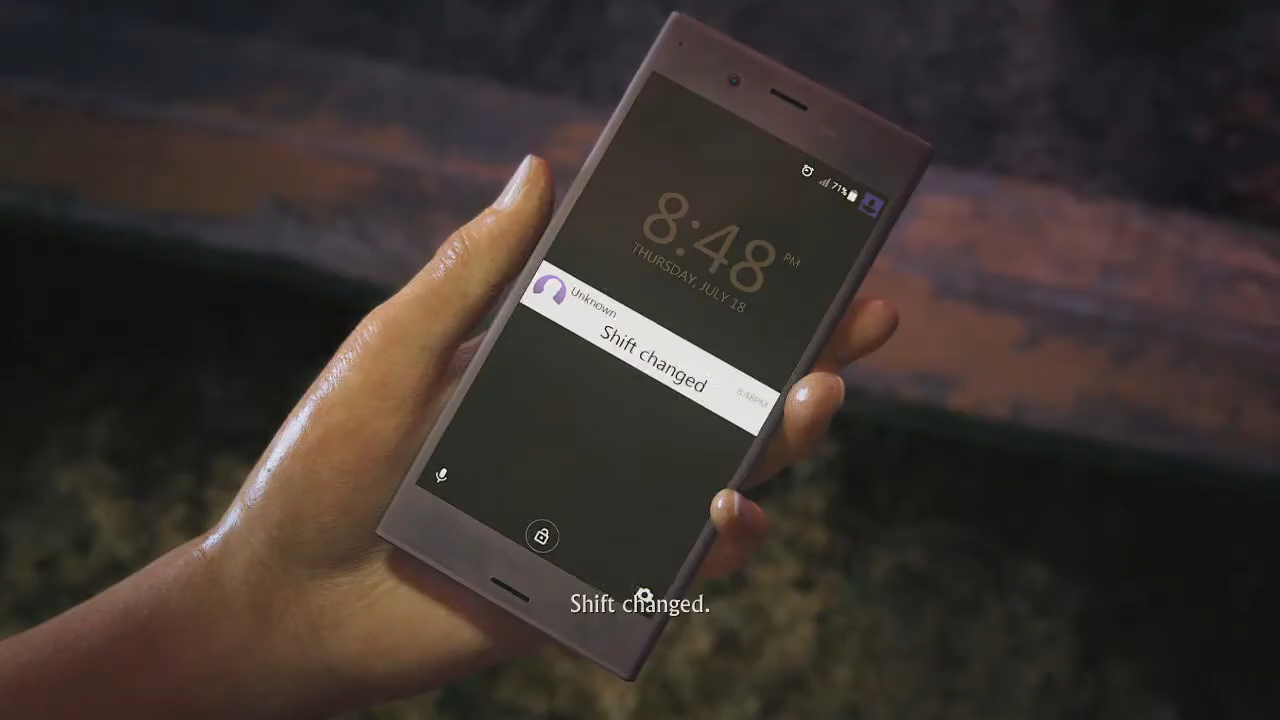 71%
8:48 PM
THURSDAY, JULY 18
Unknown
Shift changed
8:48PM
Shift changed.